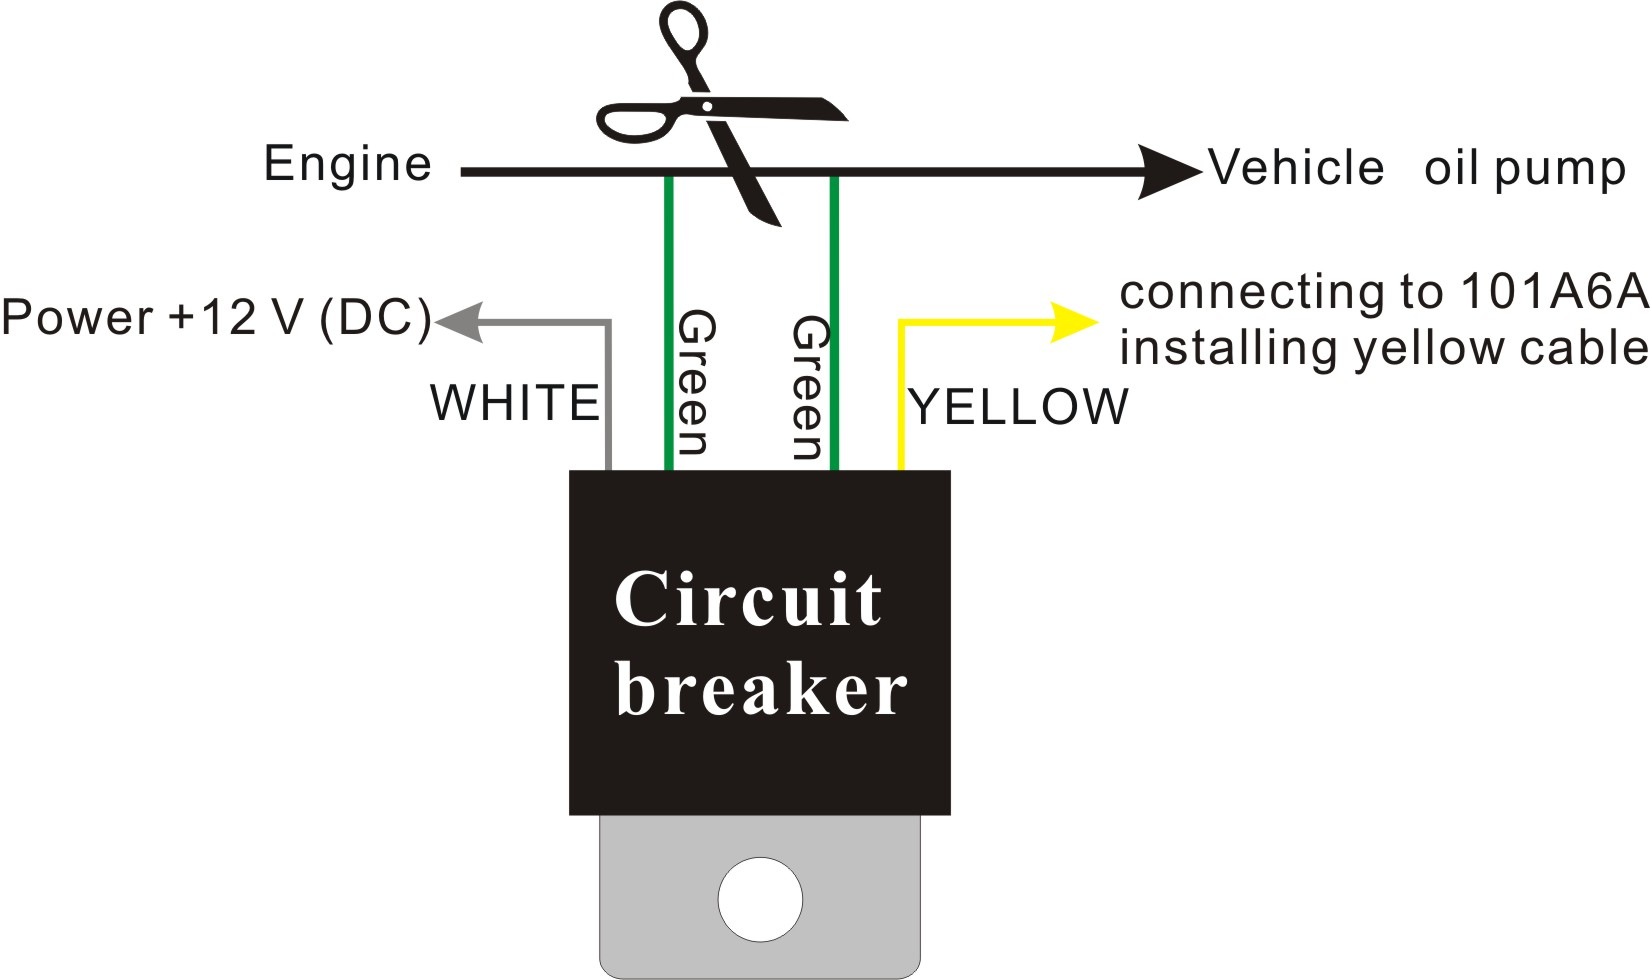 Engine
Vehicle oil pump
Power +12 V (DC)
connecting to 101A6A
installing yellow cable
WHITE
Green
Green
YELLOW
Circuit
breaker